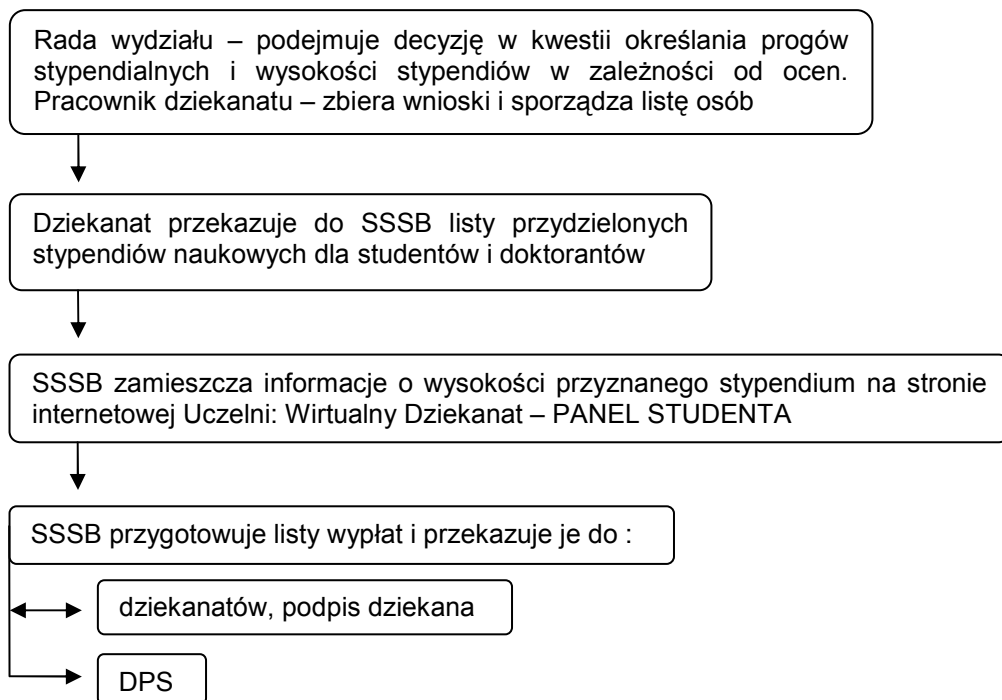 Rada wydziału – podejmuje decyzję w kwestii określania progów
stypendialnych i wysokości stypendiów w zależności od ocen.
Pracownik dziekanatu – zbiera wnioski i sporządza listę osób
Dziekanat przekazuje do SSSB listy przydzielonych
stypendiów naukowych dla studentów i doktorantów
SSSB zamieszcza informacje o wysokości przyznanego stypendium na stronie
internetowej Uczelni: Wirtualny Dziekanat – PANEL STUDENTA
SSSB przygotowuje listy wypłat i przekazuje je do :
dziekanatów, podpis dziekana
DPS